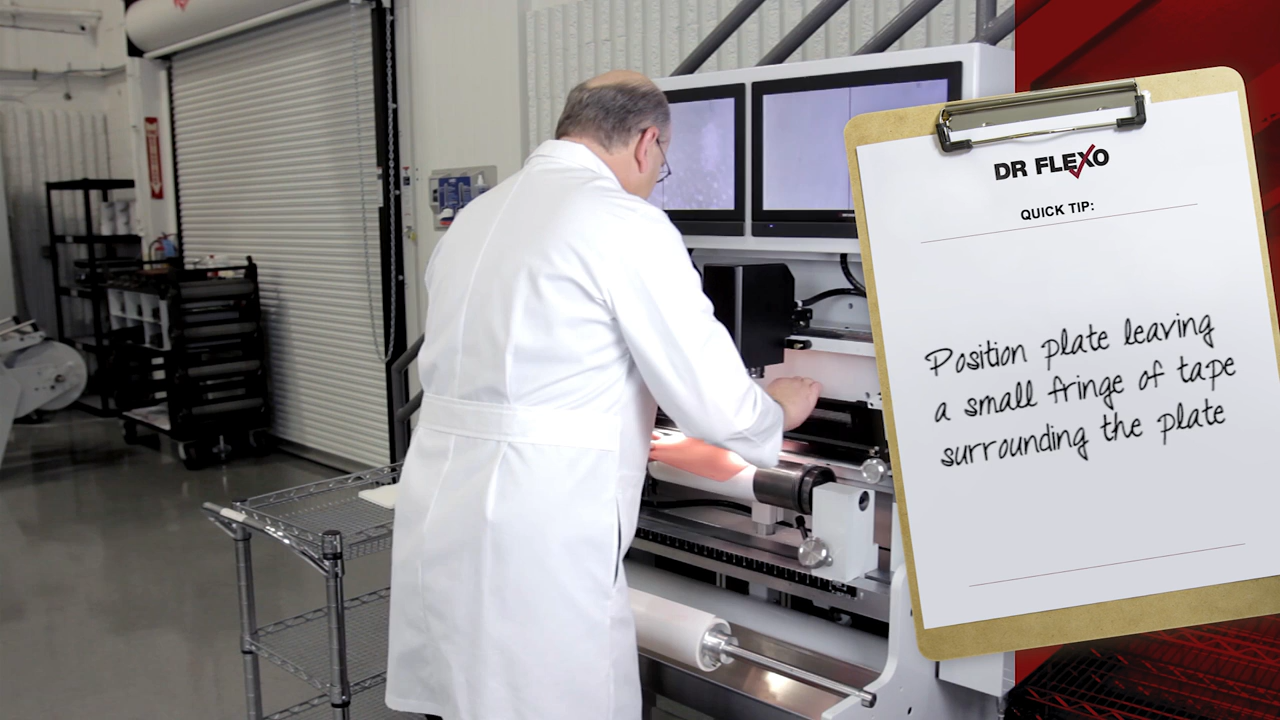 DR FLEXO
QUICK TIP:
Position plate leaving
a small fringe of tape
surrounding the plate